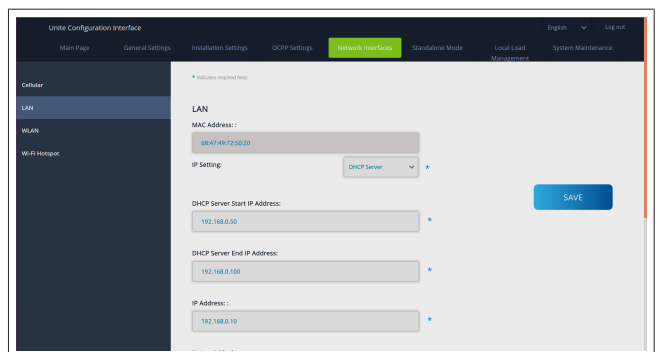 Unite Configuration Interface
English
Log out
Main Page
General Settings
Installation Settings
OCPP Settings
Network Interfaces
Standalone Mode
Local Load
Management
System Maintenance
Cellular
LAN
WLAN
Wi-Fi Hotspot
* Indicates required field.
LAN
MAC Address: :
68:47:49:72:50:20
IP Setting:
DHCP Server
*
SAVE
DHCP Server Start IP Address:
192.168.0.50
*
DHCP Server End IP Address:
192.168.0.100
*
IP Address: :
192.168.0.10
*